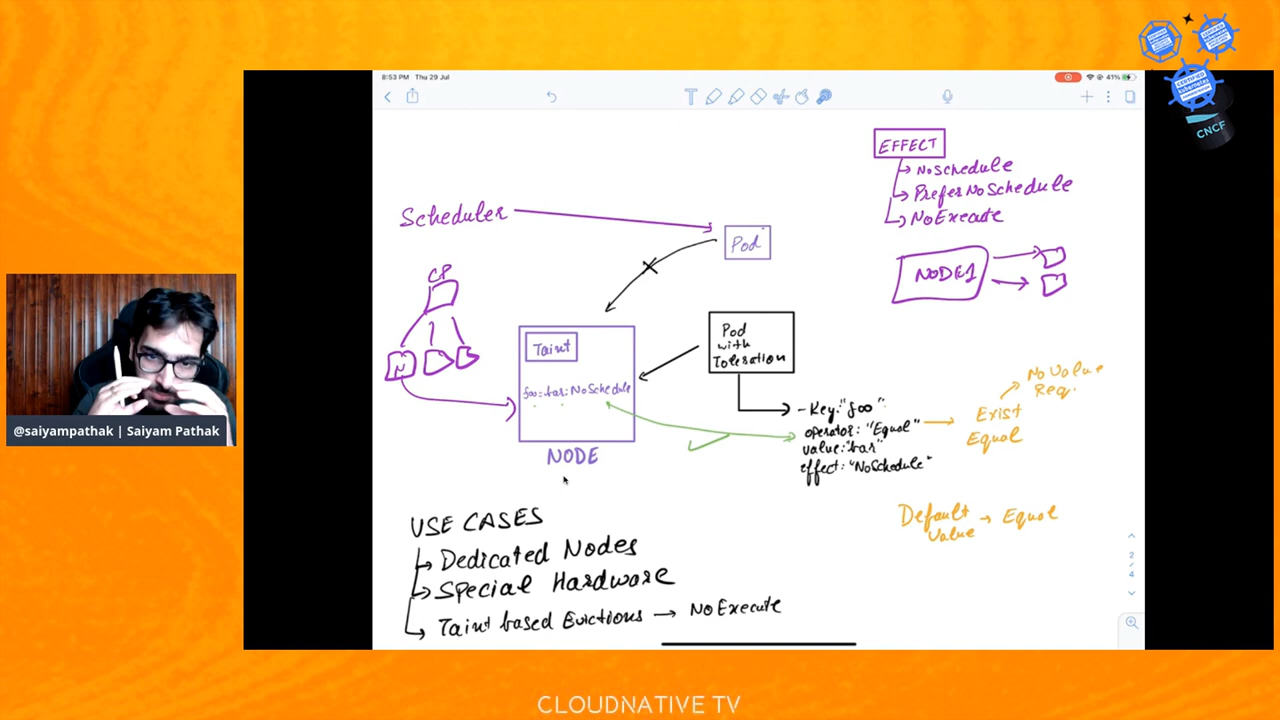 8:53 PM Thu 29 Jul
41%
CNCF
EFFECT
NoSchedule
PreferNoSchedule
NoExecute
Scheduler
Pod
NODE1
CP
N
Taint
foo=bar:NoSchedule
NODE
Pod
with
Toleration
- Key: "foo"
operator: "Equal"
value: "bar"
effect: "NoSchedule"
No Value
Req.
Exist
Equal
Default
Value → Equal
USE CASES
Dedicated Nodes
Special Hardware
Taint based Evictions → NoExecute
2
/
4
@saiyampathak | Saiyam Pathak
CLOUDNATIVE TV